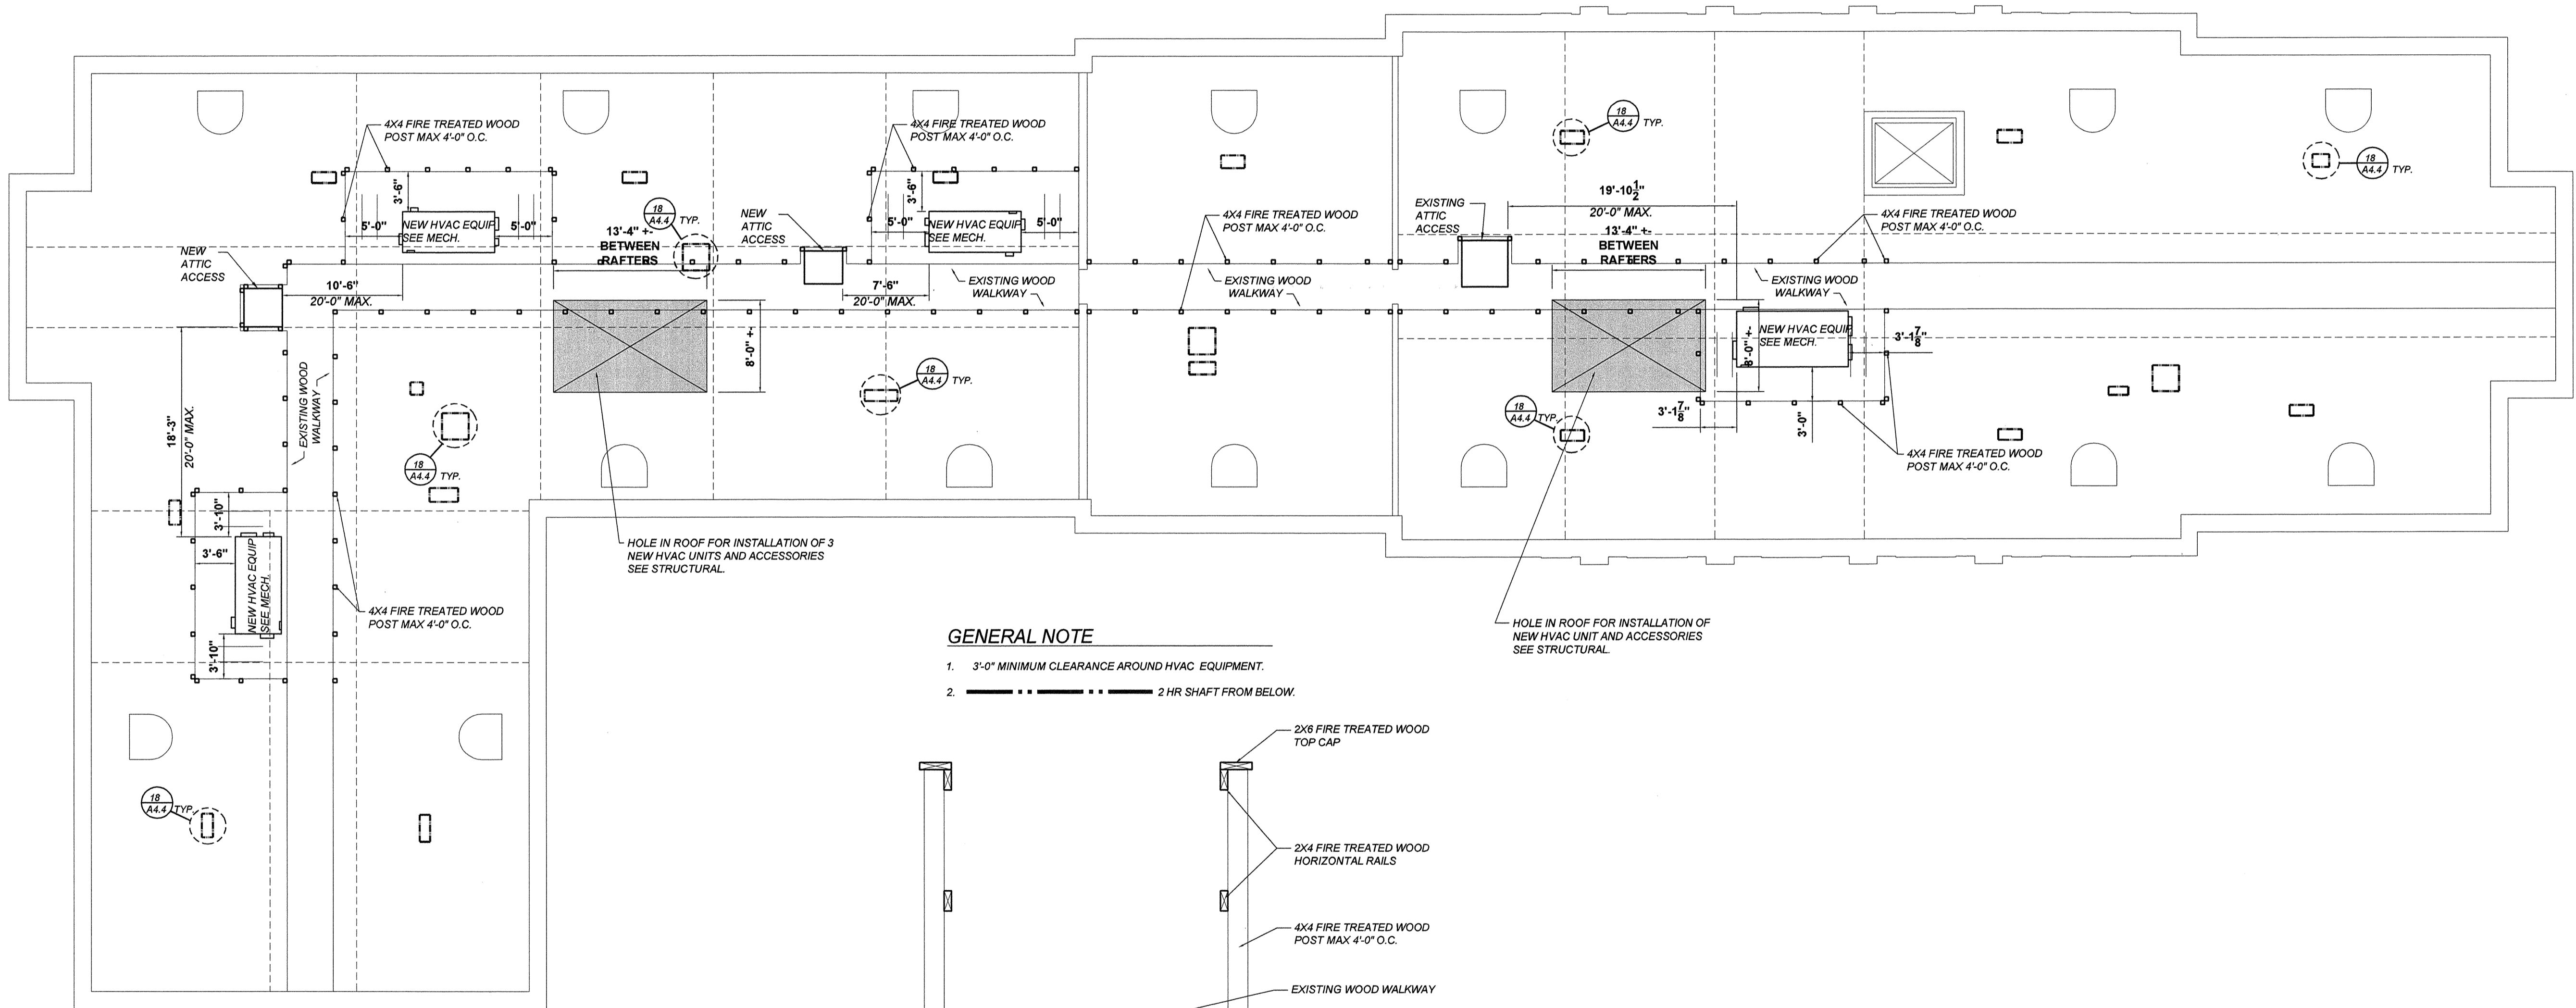 4X4 FIRE TREATED WOOD
POST MAX 4'-0" O.C.
4X4 FIRE TREATED WOOD
POST MAX 4'-0" O.C.
18
A4.4
TYP.
18
A4.4
TYP.
3'-6"
5'-0"
5'-0"
NEW HVAC EQUIP
SEE MECH.
18
A4.4
TYP.
13'-4" +-
BETWEEN
RAFTERS
NEW
ATTIC
ACCESS
3'-6"
5'-0"
5'-0"
NEW HVAC EQUIP
SEE MECH.
4X4 FIRE TREATED WOOD
POST MAX 4'-0" O.C.
EXISTING
ATTIC
ACCESS
19'-10 1/2"
20'-0" MAX.
13'-4" +-
BETWEEN
RAFTERS
4X4 FIRE TREATED WOOD
POST MAX 4'-0" O.C.
NEW
ATTIC
ACCESS
10'-6"
20'-0" MAX.
7'-6"
20'-0" MAX.
EXISTING WOOD
WALKWAY
EXISTING WOOD
WALKWAY
EXISTING WOOD
WALKWAY
8'-0" +-
8'-0" +-
NEW HVAC EQUIP
SEE MECH.
3'-1 7/8"
3'-1 7/8"
3'-0"
18'-3"
20'-0" MAX.
EXISTING WOOD
WALKWAY
18
A4.4
TYP.
18
A4.4
TYP.
18
A4.4
TYP.
4X4 FIRE TREATED WOOD
POST MAX 4'-0" O.C.
3'-10"
3'-6"
NEW HVAC EQUIP
SEE MECH.
3'-10"
4X4 FIRE TREATED WOOD
POST MAX 4'-0" O.C.
HOLE IN ROOF FOR INSTALLATION OF 3
NEW HVAC UNITS AND ACCESSORIES
SEE STRUCTURAL.
HOLE IN ROOF FOR INSTALLATION OF
NEW HVAC UNIT AND ACCESSORIES
SEE STRUCTURAL.
GENERAL NOTE
1. 3'-0" MINIMUM CLEARANCE AROUND HVAC EQUIPMENT.
2. 2 HR SHAFT FROM BELOW.
18
A4.4
TYP.
2X6 FIRE TREATED WOOD
TOP CAP
2X4 FIRE TREATED WOOD
HORIZONTAL RAILS
4X4 FIRE TREATED WOOD
POST MAX 4'-0" O.C.
EXISTING WOOD WALKWAY